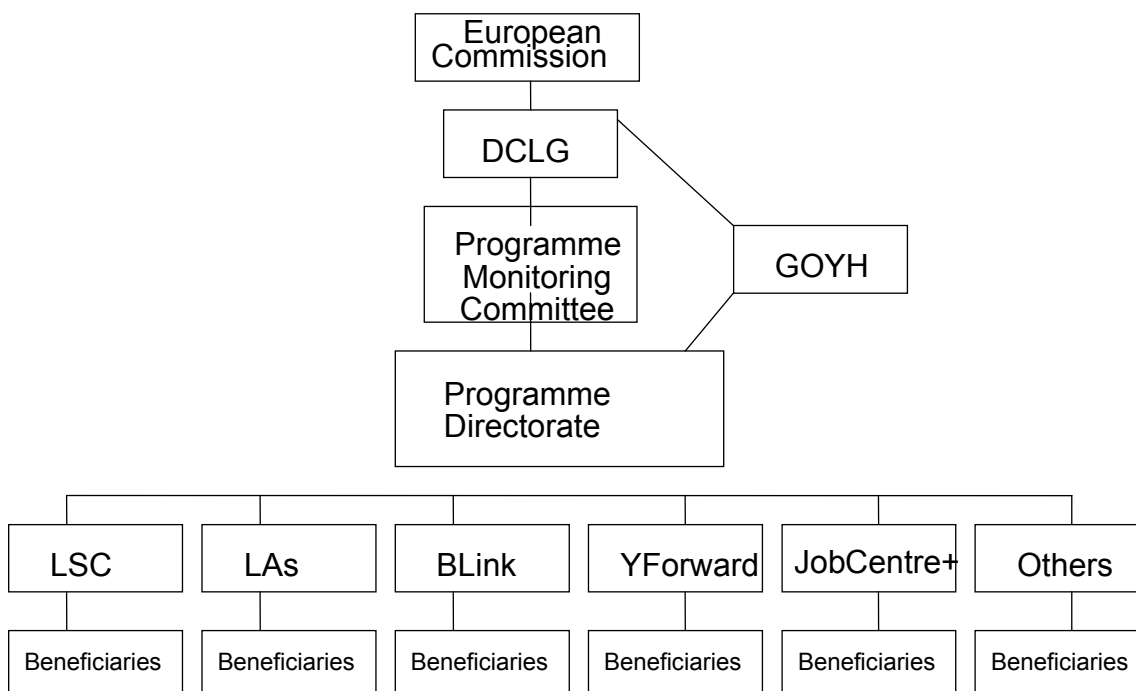 European
Commission
DCLG
Programme
Monitoring
Committee
GOYH
Programme
Directorate
LSC
LAs
BLink
YForward
JobCentre+
Others
Beneficiaries
Beneficiaries
Beneficiaries
Beneficiaries
Beneficiaries
Beneficiaries